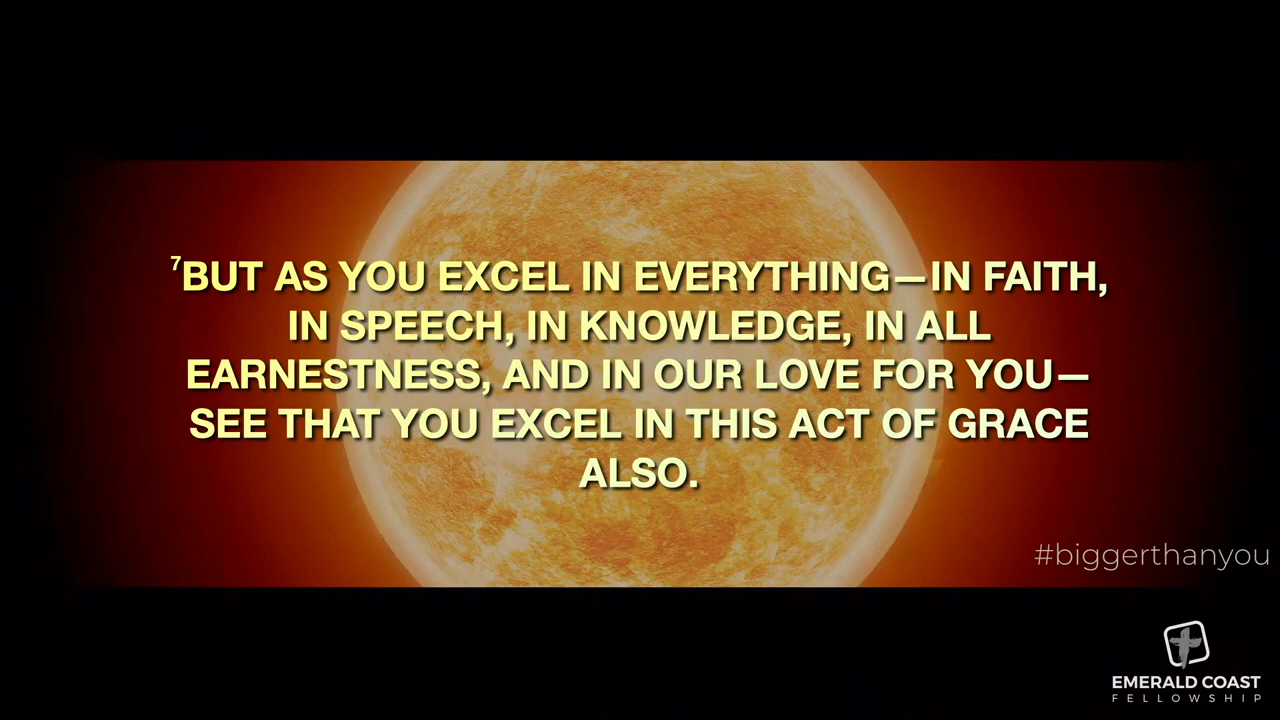 ⁷BUT AS YOU EXCEL IN EVERYTHING—IN FAITH,
IN SPEECH, IN KNOWLEDGE, IN ALL
EARNESTNESS, AND IN OUR LOVE FOR YOU—
SEE THAT YOU EXCEL IN THIS ACT OF GRACE
ALSO.
#biggerthanyou
EMERALD COAST
FELLOWSHIP